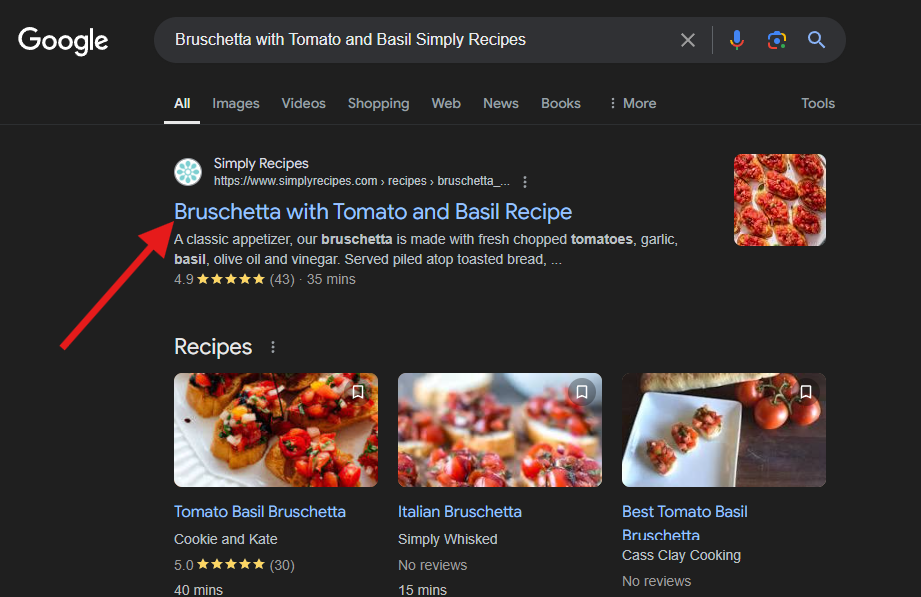 Google
Bruschetta with Tomato and Basil Simply Recipes
All Images Videos Shopping Web News Books More Tools
Simply Recipes
https://www.simplyrecipes.com › recipes › bruschetta_...
Bruschetta with Tomato and Basil Recipe
A classic appetizer, our bruschetta is made with fresh chopped tomatoes, garlic,
basil, olive oil and vinegar. Served piled atop toasted bread, ...
4.9 (43) · 35 mins
Recipes
Tomato Basil Bruschetta
Cookie and Kate
5.0 (30)
40 mins
Italian Bruschetta
Simply Whisked
No reviews
15 mins
Best Tomato Basil
Bruschetta
Cass Clay Cooking
No reviews